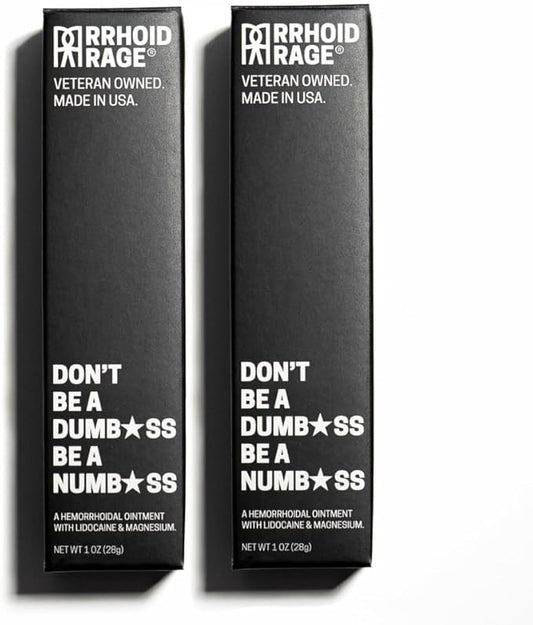 RRHOID
RAGE®
VETERAN OWNED.
MADE IN USA.
DON'T
BE A
DUMB★SS
BE A
NUMB★SS
A HEMORRHOIDAL OINTMENT
WITH LIDOCAINE & MAGNESIUM.
NET WT 1 OZ (28g)
RRHOID
RAGE®
VETERAN OWNED.
MADE IN USA.
DON'T
BE A
DUMB★SS
BE A
NUMB★SS
A HEMORRHOIDAL OINTMENT
WITH LIDOCAINE & MAGNESIUM.
NET WT 1 OZ (28g)